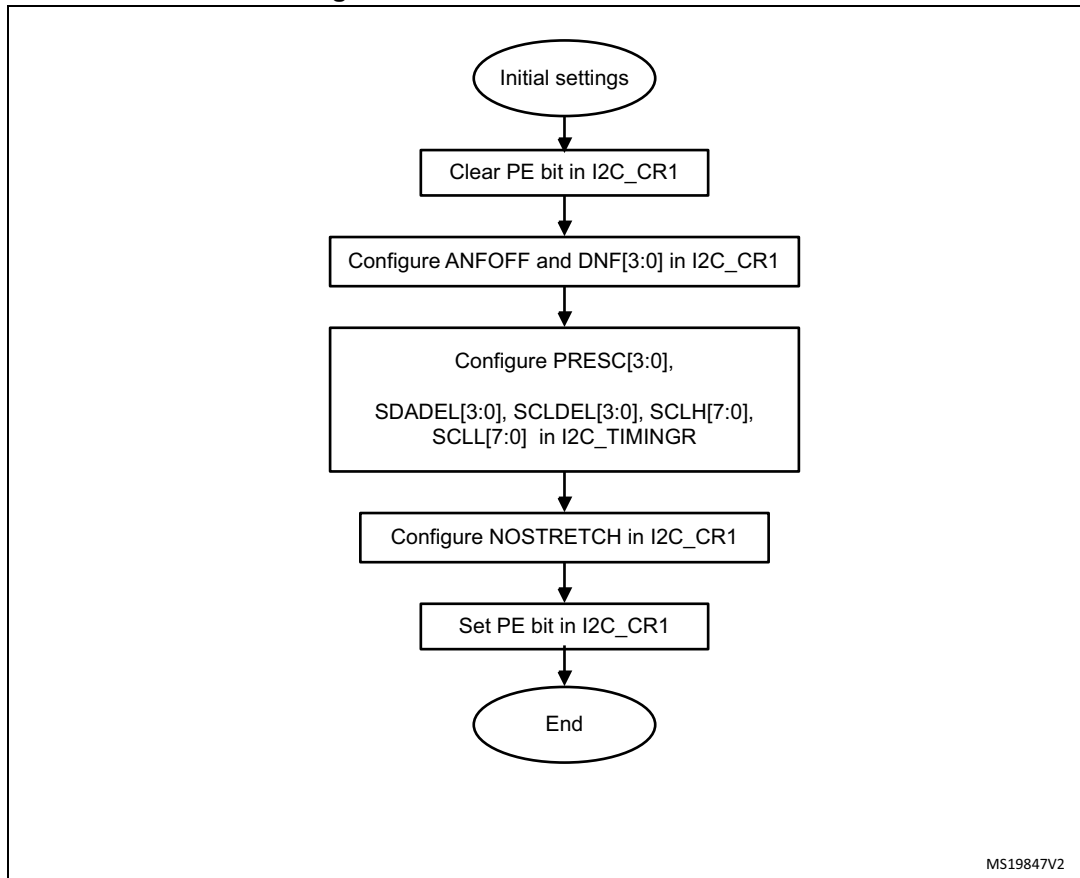 Initial settings
Clear PE bit in I2C_CR1
Configure ANFOFF and DNF[3:0] in I2C_CR1
Configure PRESC[3:0],
SDADEL[3:0], SCLDEL[3:0], SCLH[7:0],
SCLL[7:0] in I2C_TIMINGR
Configure NOSTRETCH in I2C_CR1
Set PE bit in I2C_CR1
End
MS19847V2